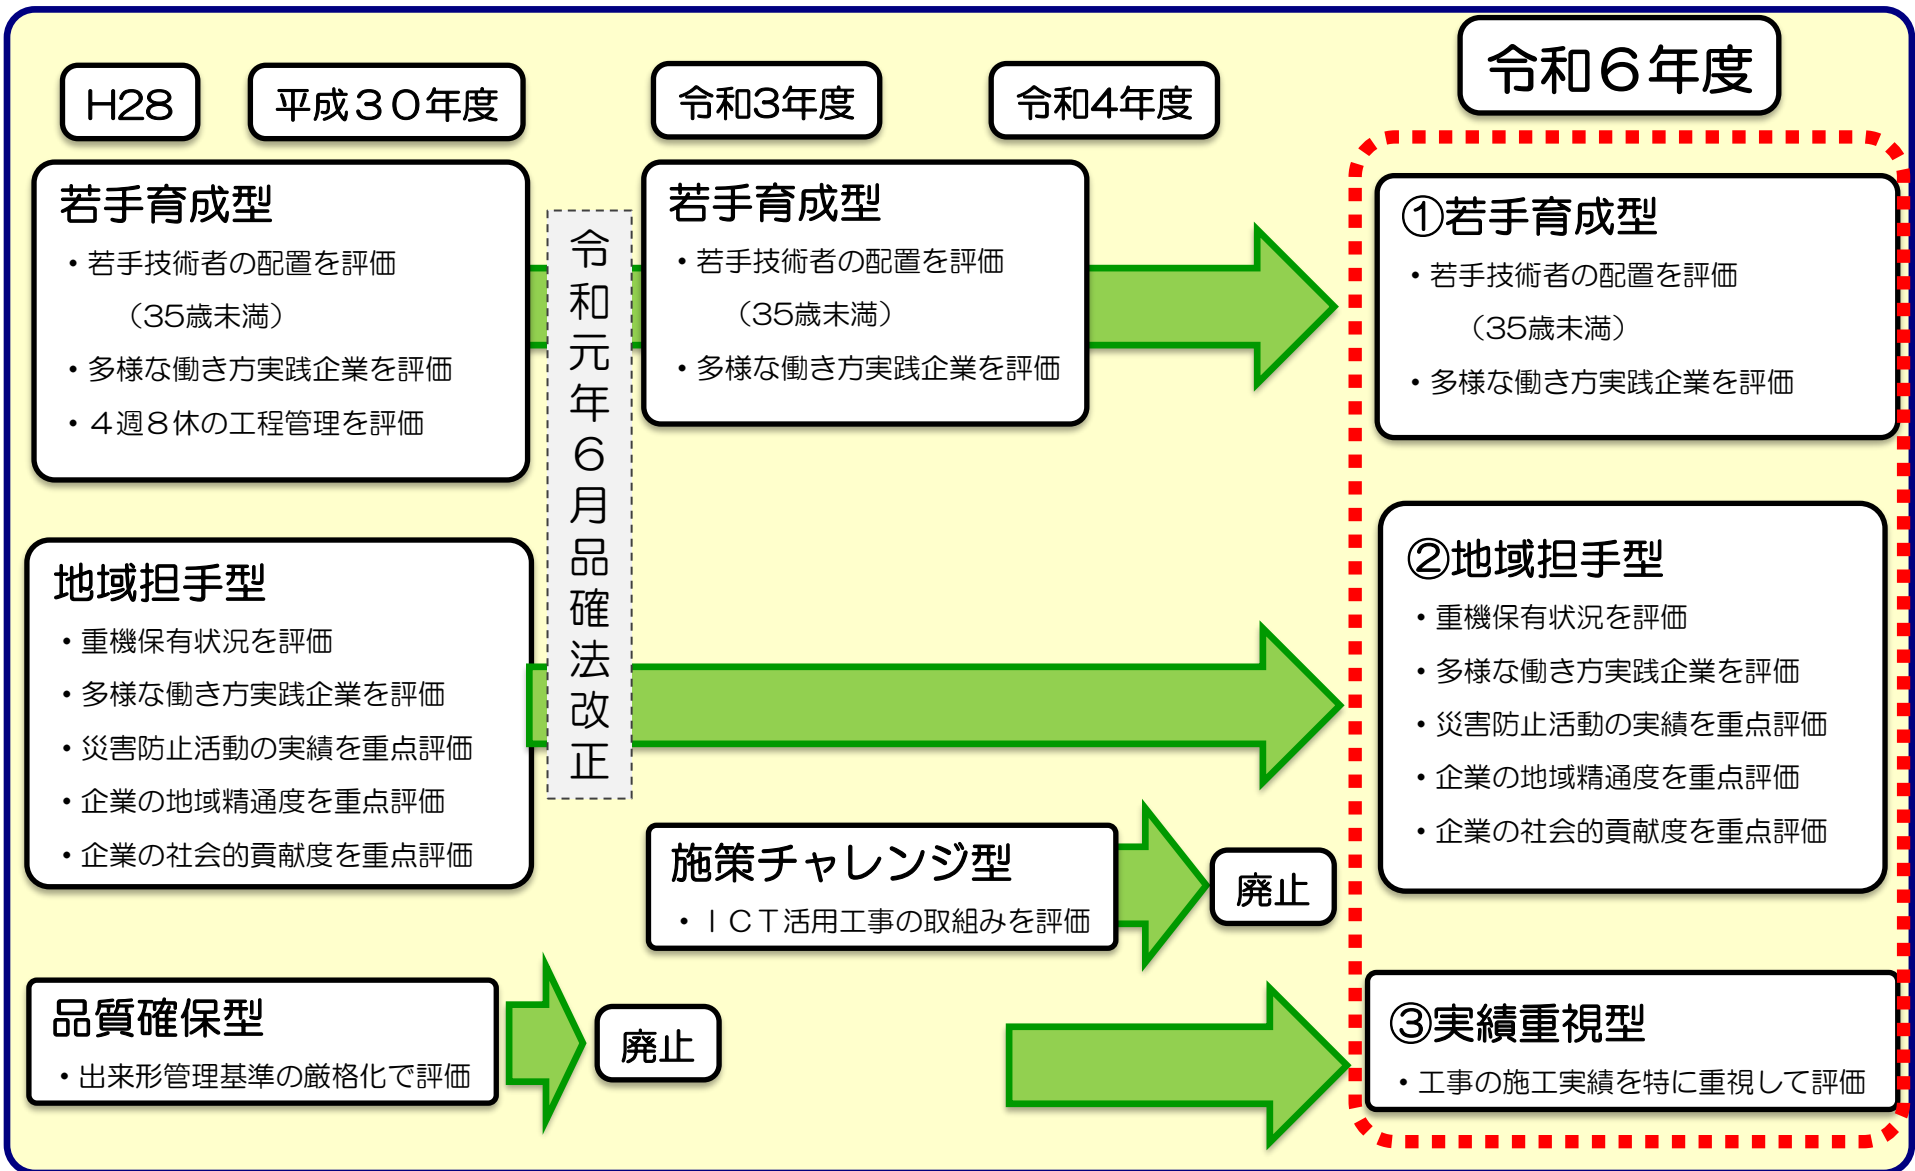 H28
平成３０年度
令和3年度
令和4年度
令和６年度
若手育成型
・若手技術者の配置を評価
（35歳未満）
・多様な働き方実践企業を評価
・４週８休の工程管理を評価
地域担手型
・重機保有状況を評価
・多様な働き方実践企業を評価
・災害防止活動の実績を重点評価
・企業の地域精通度を重点評価
・企業の社会的貢献度を重点評価
品質確保型
・出来形管理基準の厳格化で評価
廃止
令和元年６月品確法改正
若手育成型
・若手技術者の配置を評価
（35歳未満）
・多様な働き方実践企業を評価
施策チャレンジ型
・ＩＣＴ活用工事の取組みを評価
廃止
①若手育成型
・若手技術者の配置を評価
（35歳未満）
・多様な働き方実践企業を評価
②地域担手型
・重機保有状況を評価
・多様な働き方実践企業を評価
・災害防止活動の実績を重点評価
・企業の地域精通度を重点評価
・企業の社会的貢献度を重点評価
③実績重視型
・工事の施工実績を特に重視して評価